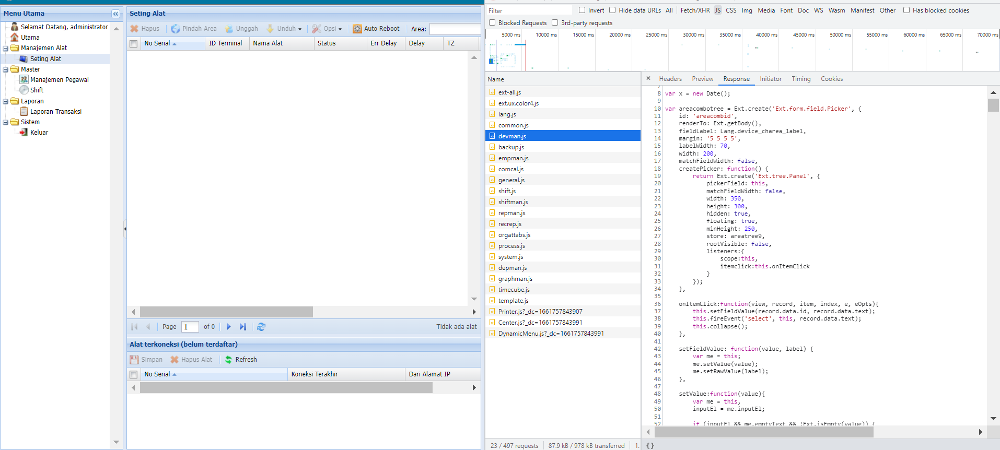 Menu Utama
Selamat Datang, administrator
Utama
Manajemen Alat
Seting Alat
Master
Manajemen Pegawai
Shift
Laporan
Laporan Transaksi
Sistem
Keluar
Seting Alat
Hapus Pindah Area Unggah Unduh Opsi Auto Reboot Area:
No Serial ID Terminal Nama Alat Status Err Delay Delay TZ
Page 1 of 0 Tidak ada alat
Alat terkoneksi (belum terdaftar)
Simpan Hapus Alat Refresh
No Serial Koneksi Terakhir Dari Alamat IP
Filter Invert Hide data URLs All Fetch/XHR JS CSS Img Media Font Doc WS Wasm Manifest Other Has blocked cookies
Blocked Requests 3rd-party requests
5000 ms 10000 ms 15000 ms 20000 ms 25000 ms 30000 ms 35000 ms 40000 ms 45000 ms 50000 ms 55000 ms 60000 ms 65000 ms 70000 ms
Name
ext-all.js
ext.ux.color4.js
lang.js
common.js
devman.js
backup.js
empman.js
comcal.js
general.js
shift.js
shiftman.js
repman.js
recrep.js
orgattabs.js
process.js
system.js
depman.js
graphman.js
timecube.js
template.js
Printer.js?_dc=1661757843907
Center.js?_dc=1661757843991
DynamicMenu.js?_dc=1661757843991
23 / 497 requests 87.9 kB / 978 kB transferred 1.
× Headers Preview Response Initiator Timing Cookies
7
8 var x = new Date();
9
10 var areacombotree = Ext.create('Ext.form.field.Picker', {
11 id: 'areacombid',
12 renderTo: Ext.getBody(),
13 fieldLabel: Lang.device_charea_label,
14 margin: '5 5 5 5',
15 labelWidth: 70,
16 width: 200,
17 matchFieldWidth: false,
18 createPicker: function() {
19 return Ext.create('Ext.tree.Panel', {
20 pickerField: this,
21 matchFieldWidth: false,
22 width: 350,
23 height: 300,
24 hidden: true,
25 floating: true,
26 minHeight: 250,
27 store: areatree9,
28 rootVisible: false,
29 listeners:{
30 scope:this,
31 itemclick:this.onItemClick
32 }
33 });
34 },
35
36 onItemClick:function(view, record, item, index, e, eOpts){
37 this.setFieldValue(record.data.id, record.data.text);
38 this.fireEvent('select', this, record.data.text);
39 this.collapse();
40 },
41
42 setFieldValue: function(value, label) {
43 var me = this;
44 me.setValue(value);
45 me.setRawValue(label);
46 },
47
48 setValue:function(value){
49 var me = this,
50 inputEl = me.inputEl;
51
52 if (inputEl && me.emptyText && !Ext.isEmpty(value)) {
{}